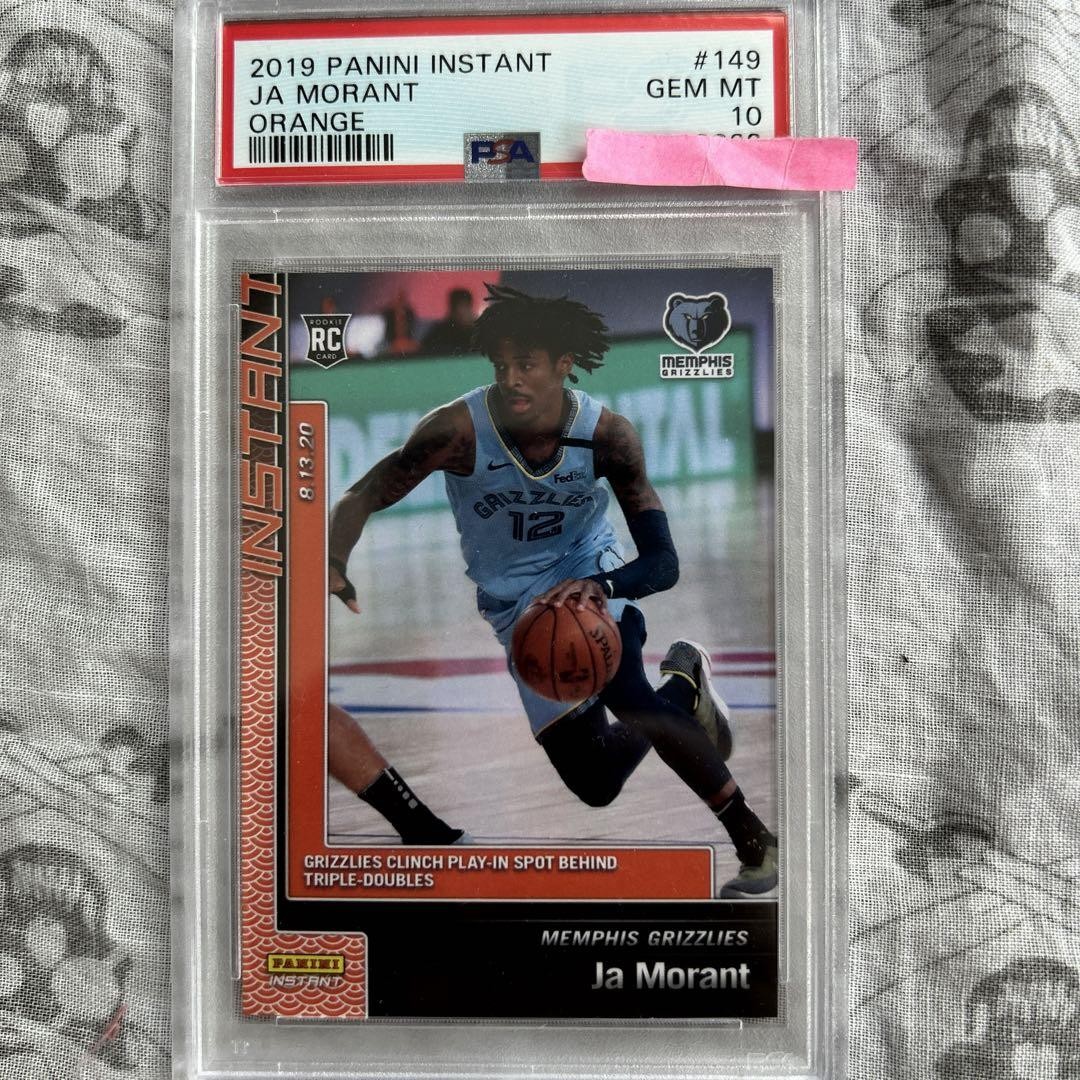 2019 PANINI INSTANT #149
JA MORANT GEM MT
ORANGE 10
PSA
INSTANT
ROOKIE
RC
CARD
MEMPHIS
GRIZZLIES
8.13.20
FedEx
GRIZZLIES
12
SPALDING
GRIZZLIES CLINCH PLAY-IN SPOT BEHIND
TRIPLE-DOUBLES
MEMPHIS GRIZZLIES
Ja Morant
PANINI
INSTANT